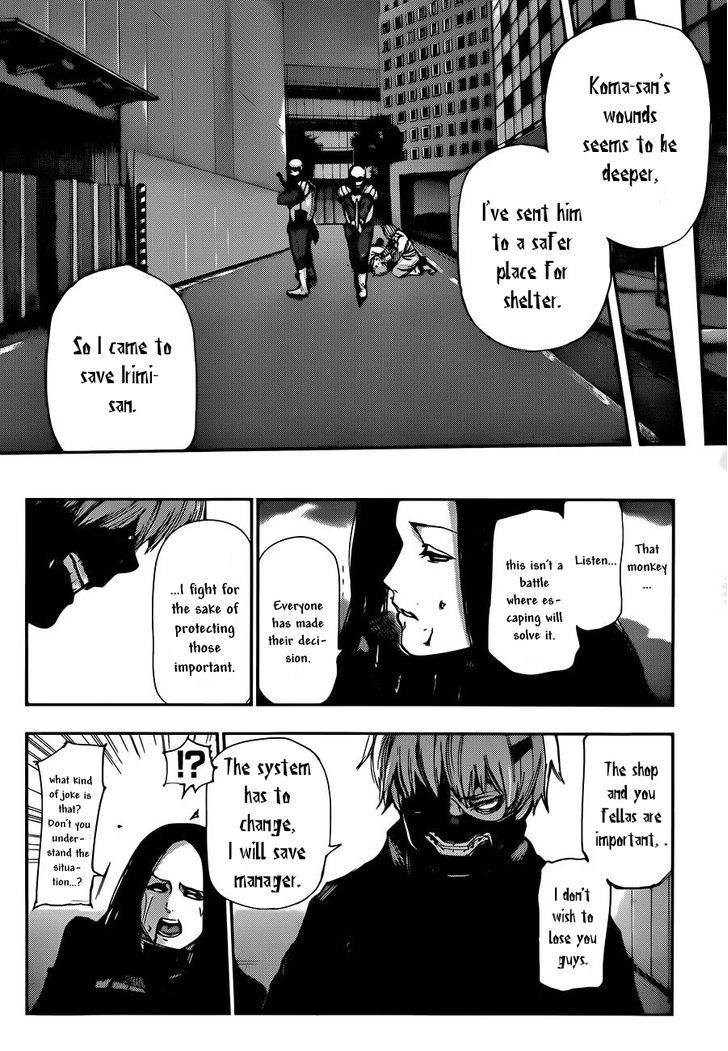 Koma-san's
wounds
seems to be
deeper,
I've sent him
to a safer
place for
shelter.
So I came to
save Irimi-
san.
That
monkey
...
Listen...
this isn't a
battle
where es-
caping will
solve it.
Everyone
has made
their deci-
sion.
...I fight for
the sake of
protecting
those
important.
The shop
and you
Fellas are
important, .
I don't
wish to
lose you
guys.
The system
has to
change,
I will save
manager.
!?
what kind
of joke is
that?
Don't you
under-
stand the
situa-
tion...?